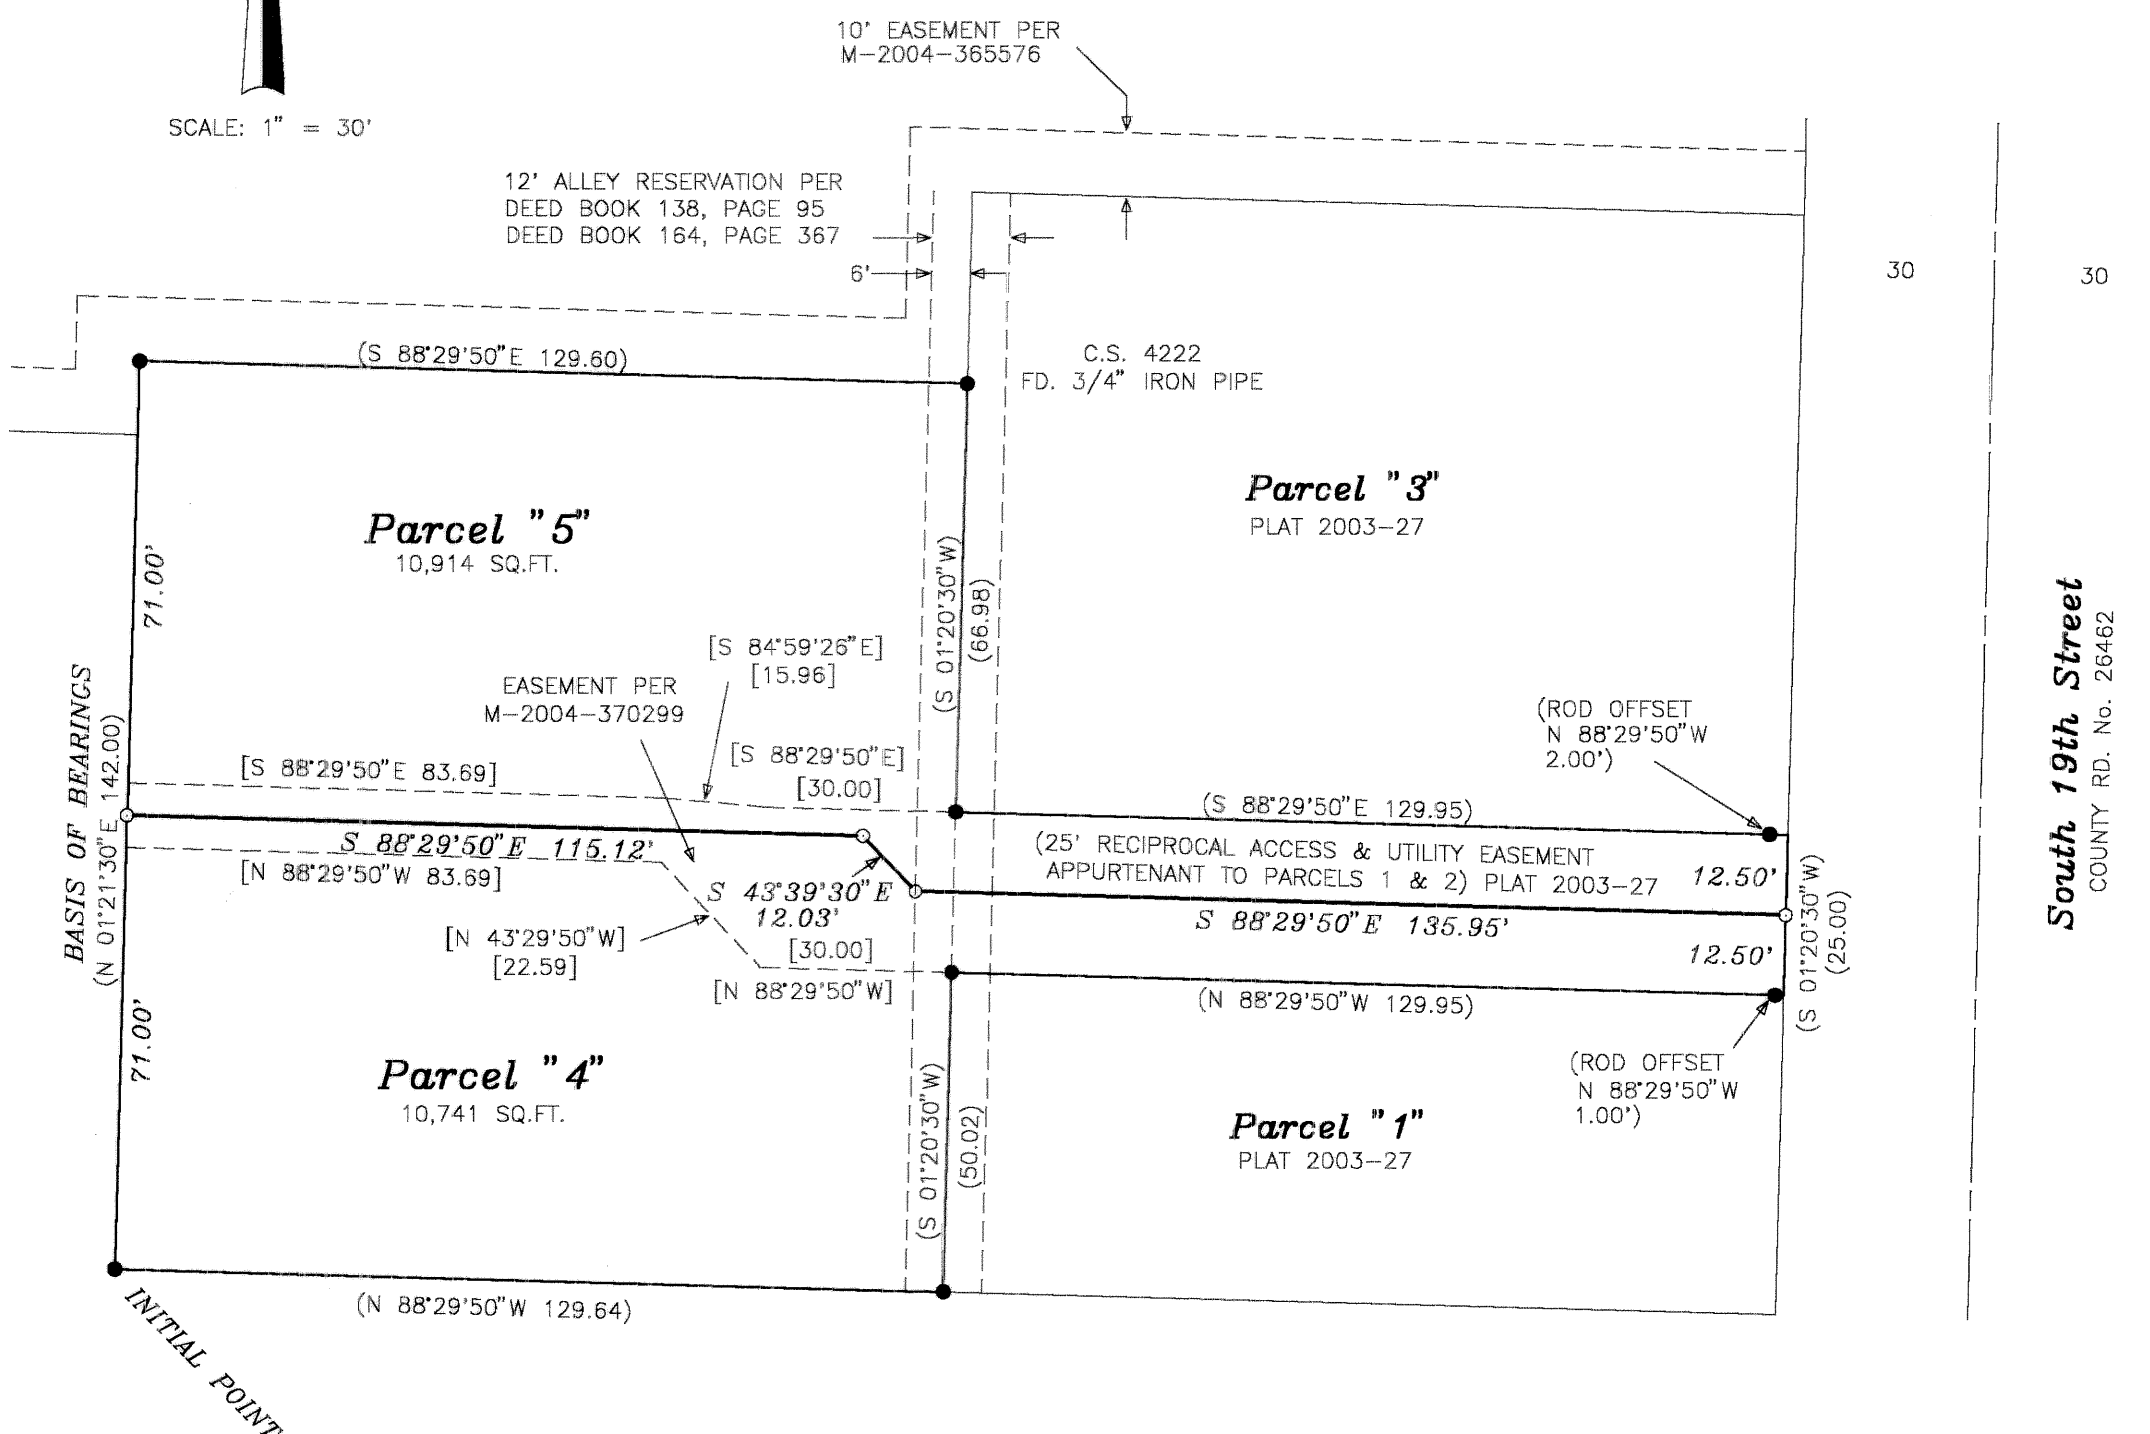 10' EASEMENT PER
M-2004-365576
SCALE: 1" = 30'
12' ALLEY RESERVATION PER
DEED BOOK 138, PAGE 95
DEED BOOK 164, PAGE 367
6'
30
30
(S 88°29'50"E 129.60)
C.S. 4222
FD. 3/4" IRON PIPE
Parcel "5"
10,914 SQ.FT.
Parcel "3"
PLAT 2003-27
71.00'
(S 01°20'30"W)
(66.98)
[S 84°59'26"E]
[15.96]
EASEMENT PER
M-2004-370299
South 19th Street
COUNTY RD. No. 26462
BASIS OF BEARINGS
(N 01°21'30"E 142.00)
[S 88°29'50"E 83.69]
[S 88°29'50"E]
[30.00]
(ROD OFFSET
N 88°29'50"W
2.00')
(S 88°29'50"E 129.95)
S 88°29'50"E 115.12'
[N 88°29'50"W 83.69]
(25' RECIPROCAL ACCESS & UTILITY EASEMENT
APPURTENANT TO PARCELS 1 & 2) PLAT 2003-27
12.50'
S 43°39'30"E
12.03'
S 88°29'50"E 135.95'
(S 01°20'30"W)
(25.00)
[N 43°29'50"W]
[22.59]
[30.00]
[N 88°29'50"W]
12.50'
(N 88°29'50"W 129.95)
71.00'
Parcel "4"
10,741 SQ.FT.
(S 01°20'30"W)
(50.02)
(ROD OFFSET
N 88°29'50"W
1.00')
Parcel "1"
PLAT 2003-27
(N 88°29'50"W 129.64)
INITIAL POINT